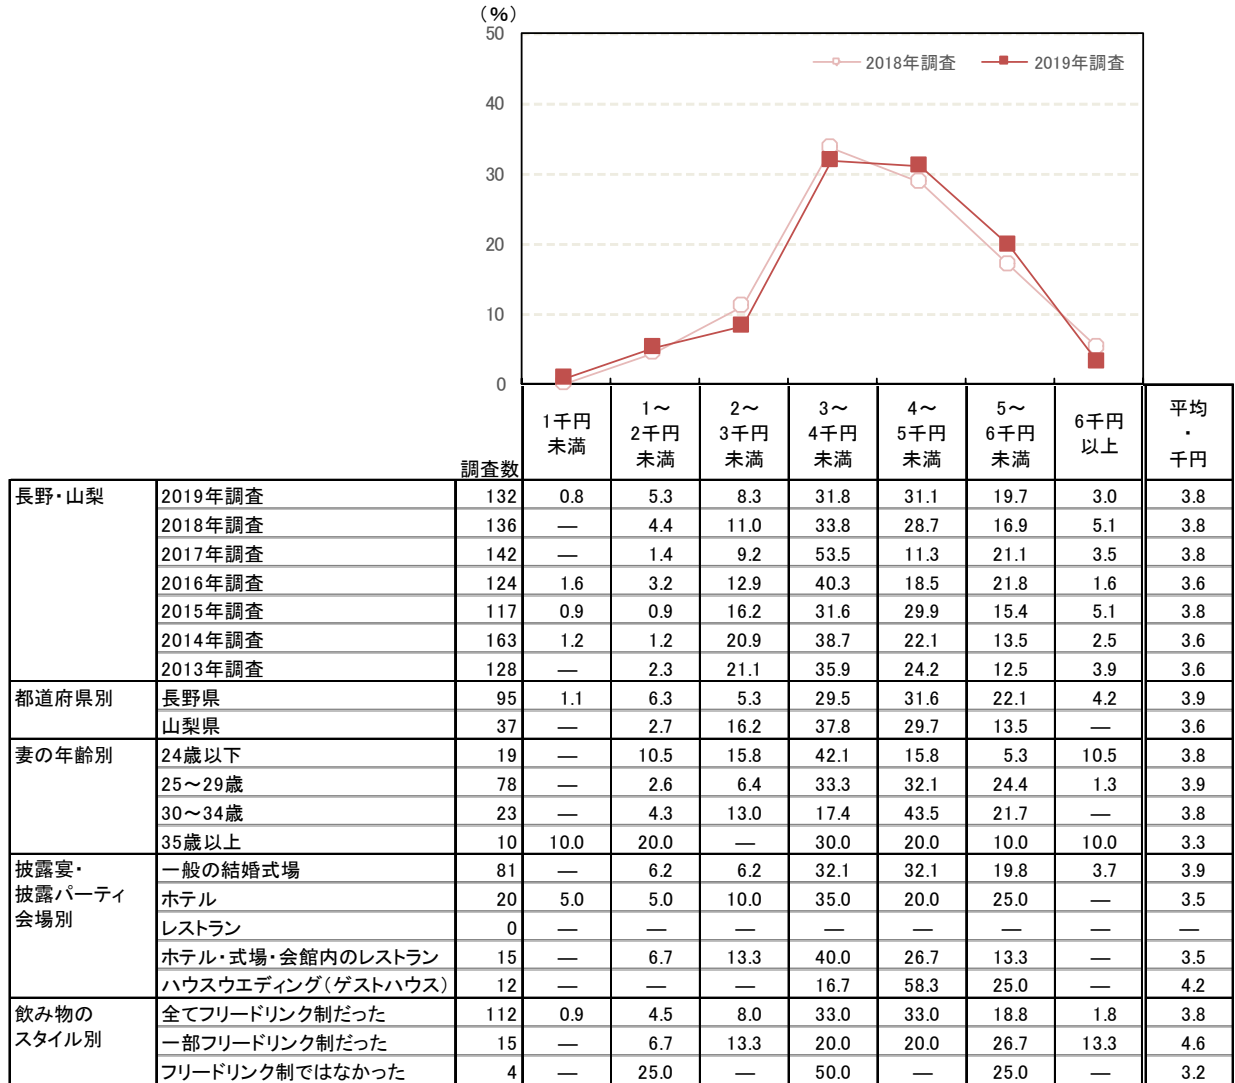 (%)
50
40
30
20
10
0
2018年調査 2019年調査
調査数 1千円未満 1～2千円未満 2～3千円未満 3～4千円未満 4～5千円未満 5～6千円未満 6千円以上 平均・千円
長野・山梨 2019年調査 132 0.8 5.3 8.3 31.8 31.1 19.7 3.0 3.8
2018年調査 136 — 4.4 11.0 33.8 28.7 16.9 5.1 3.8
2017年調査 142 — 1.4 9.2 53.5 11.3 21.1 3.5 3.8
2016年調査 124 1.6 3.2 12.9 40.3 18.5 21.8 1.6 3.6
2015年調査 117 0.9 0.9 16.2 31.6 29.9 15.4 5.1 3.8
2014年調査 163 1.2 1.2 20.9 38.7 22.1 13.5 2.5 3.6
2013年調査 128 — 2.3 21.1 35.9 24.2 12.5 3.9 3.6
都道府県別 長野県 95 1.1 6.3 5.3 29.5 31.6 22.1 4.2 3.9
山梨県 37 — 2.7 16.2 37.8 29.7 13.5 — 3.6
妻の年齢別 24歳以下 19 — 10.5 15.8 42.1 15.8 5.3 10.5 3.8
25～29歳 78 — 2.6 6.4 33.3 32.1 24.4 1.3 3.9
30～34歳 23 — 4.3 13.0 17.4 43.5 21.7 — 3.8
35歳以上 10 10.0 20.0 — 30.0 20.0 10.0 10.0 3.3
披露宴・披露パーティ会場別 一般の結婚式場 81 — 6.2 6.2 32.1 32.1 19.8 3.7 3.9
ホテル 20 5.0 5.0 10.0 35.0 20.0 25.0 — 3.5
レストラン 0 — — — — — — — —
ホテル・式場・会館内のレストラン 15 — 6.7 13.3 40.0 26.7 13.3 — 3.5
ハウスウエディング（ゲストハウス） 12 — — — 16.7 58.3 25.0 — 4.2
飲み物のスタイル別 全てフリードリンク制だった 112 0.9 4.5 8.0 33.0 33.0 18.8 1.8 3.8
一部フリードリンク制だった 15 — 6.7 13.3 20.0 20.0 26.7 13.3 4.6
フリードリンク制ではなかった 4 — 25.0 — 50.0 — 25.0 — 3.2